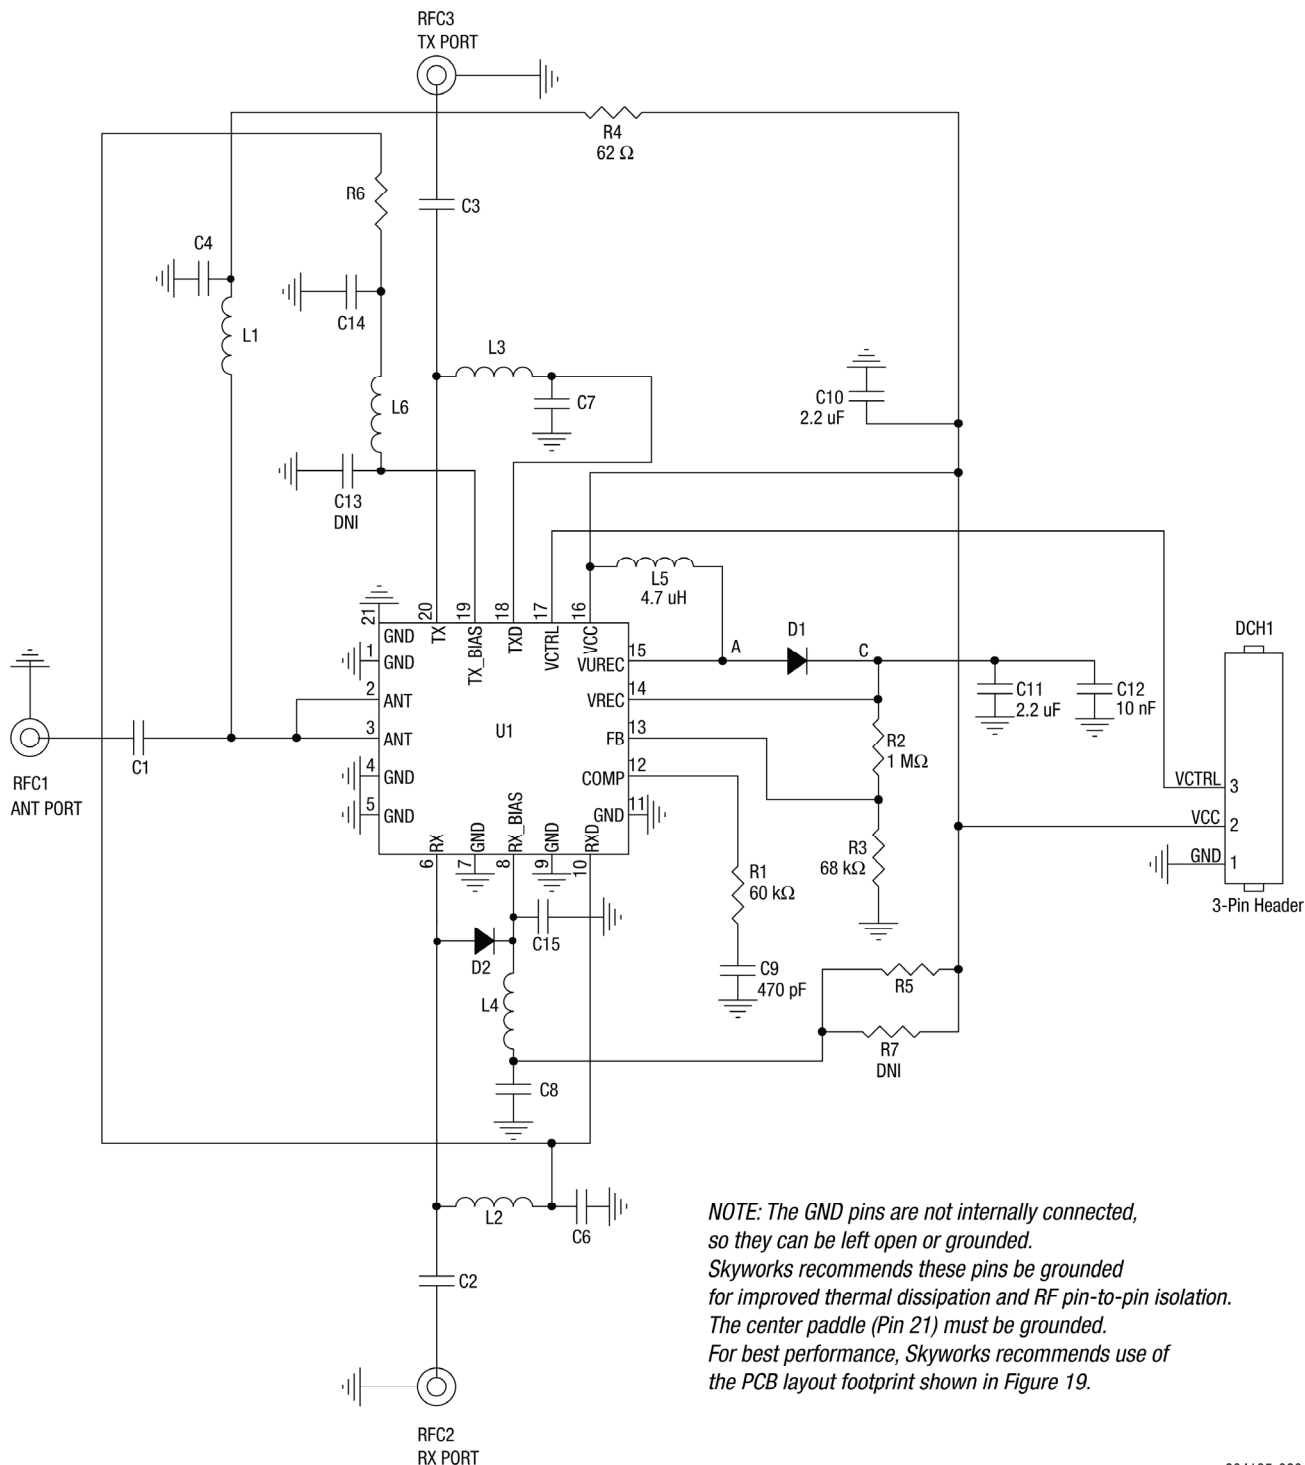 RFC3
TX PORT
R4
62 Ω
R6
C3
C4
C14
L1
L3
C7
L6
C10
2.2 uF
C13
DNI
L5
4.7 uH
21
20
19
18
17
16
GND
TX
TX_BIAS
TXD
VCTRL
VCC
1
GND
VUREC
15
A
D1
C
DCH1
2
ANT
VREC
14
C11
2.2 uF
C12
10 nF
3
ANT
U1
FB
13
R2
1 MΩ
C1
RFC1
ANT PORT
4
GND
COMP
12
VCTRL
3
5
GND
GND
11
VCC
2
RX
GND
RX_BIAS
GND
RXD
6
7
8
9
10
R1
60 kΩ
R3
68 kΩ
GND
1
3-Pin Header
C15
D2
C9
470 pF
R5
L4
R7
DNI
C8
L2
C6
C2
NOTE: The GND pins are not internally connected,
so they can be left open or grounded.
Skyworks recommends these pins be grounded
for improved thermal dissipation and RF pin-to-pin isolation.
The center paddle (Pin 21) must be grounded.
For best performance, Skyworks recommends use of
the PCB layout footprint shown in Figure 19.
RFC2
RX PORT